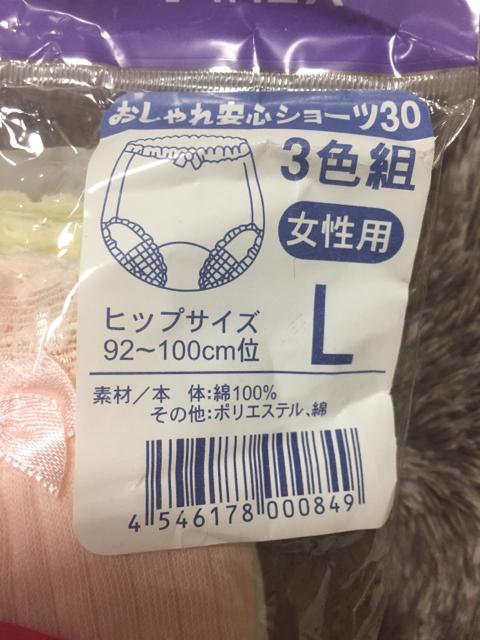 おしゃれ安心ショーツ30
3色組
女性用
ヒップサイズ
92〜100cm位
L
素材／本　体:綿100%
その他:ポリエステル、綿
4 546178 000849